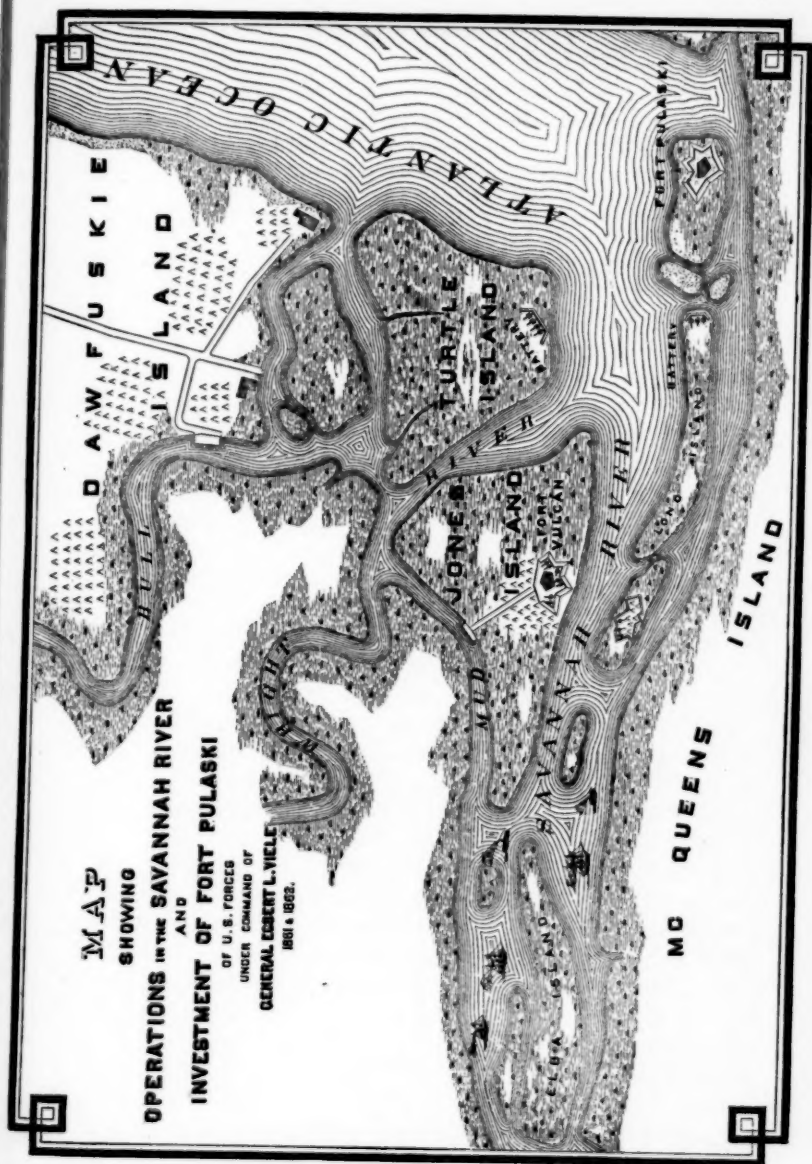 MAP
SHOWING
OPERATIONS IN THE SAVANNAH RIVER
AND
INVESTMENT OF FORT PULASKI
OF U.S. FORCES
UNDER COMMAND OF
GENERAL EGBERT L. VIELE
1861 & 1862.
DAWFUSKIE
ISLAND
ATLANTIC OCEAN
BULL
RIVER
WRIGHT
TURTLE
ISLAND
BATTERY
JONES
ISLAND
FORT
VULCAN
MUD
SAVANNAH RIVER
FORT PULASKI
BATTERY
LONG ISLAND
ELBA ISLAND
MC QUEENS ISLAND